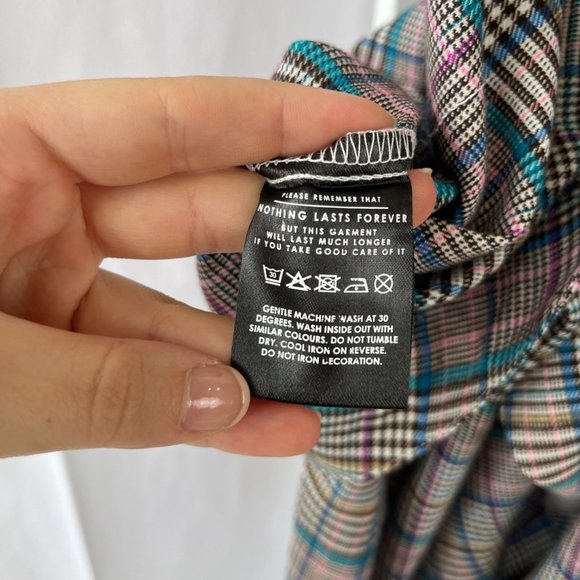 PLEASE REMEMBER THAT
NOTHING LASTS FOREVER
BUT THIS GARMENT
WILL LAST MUCH LONGER
IF YOU TAKE GOOD CARE OF IT
30
GENTLE MACHINE WASH AT 30
DEGREES. WASH INSIDE OUT WITH
SIMILAR COLOURS. DO NOT TUMBLE
DRY. COOL IRON ON REVERSE.
DO NOT IRON DECORATION.